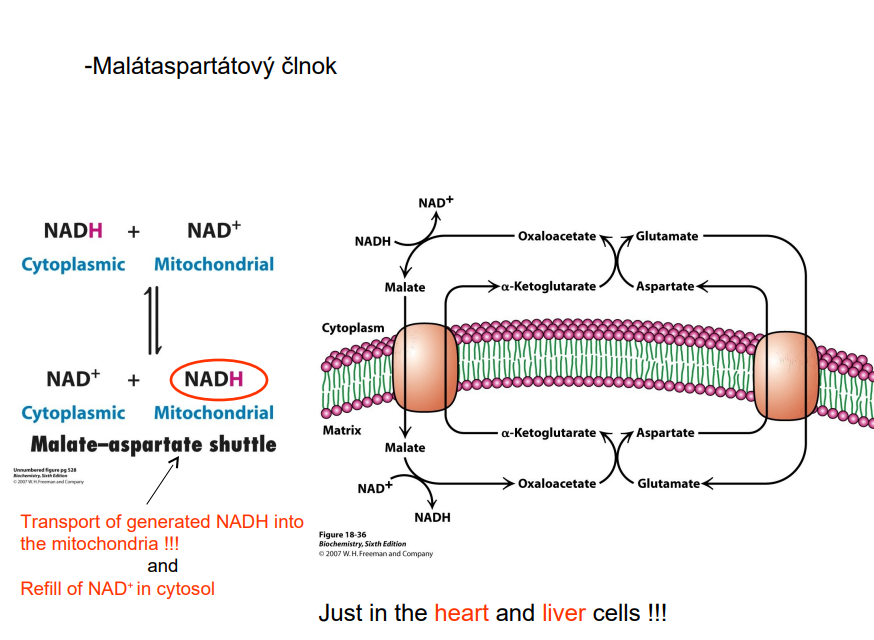 -Malátaspartátový člnok
NADH + NAD⁺
Cytoplasmic Mitochondrial
NAD⁺ + NADH
Cytoplasmic Mitochondrial
Malate–aspartate shuttle
Unnumbered figure pg 528
Biochemistry, Sixth Edition
© 2007 W.H. Freeman and Company
Transport of generated NADH into
the mitochondria !!!
and
Refill of NAD⁺ in cytosol
NAD⁺
NADH
Oxaloacetate
Glutamate
Malate
α-Ketoglutarate
Aspartate
Cytoplasm
Matrix
α-Ketoglutarate
Aspartate
Malate
NAD⁺
Oxaloacetate
Glutamate
NADH
Figure 18-36
Biochemistry, Sixth Edition
© 2007 W. H. Freeman and Company
Just in the heart and liver cells !!!